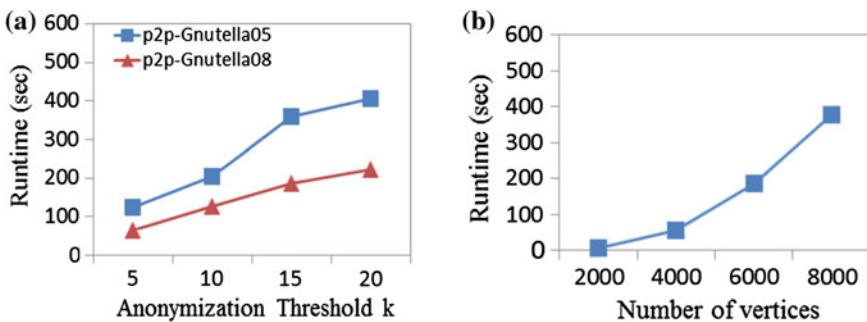 (a)
p2p-Gnutella05
p2p-Gnutella08
Runtime (sec)
600
500
400
300
200
100
0
5 10 15 20
Anonymization Threshold k
(b)
Runtime (sec)
600
500
400
300
200
100
0
2000 4000 6000 8000
Number of vertices